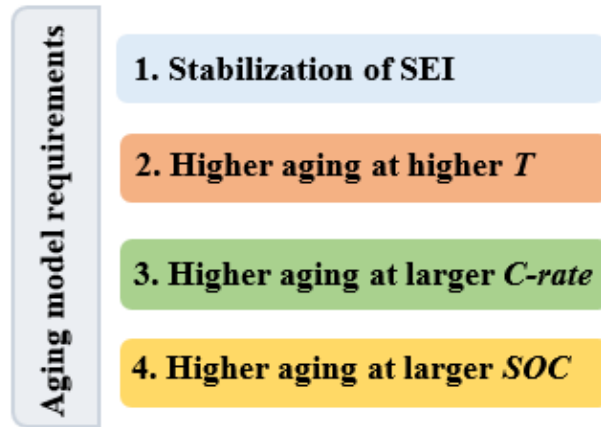 Aging model requirements
1. Stabilization of SEI
2. Higher aging at higher T
3. Higher aging at larger C-rate
4. Higher aging at larger SOC